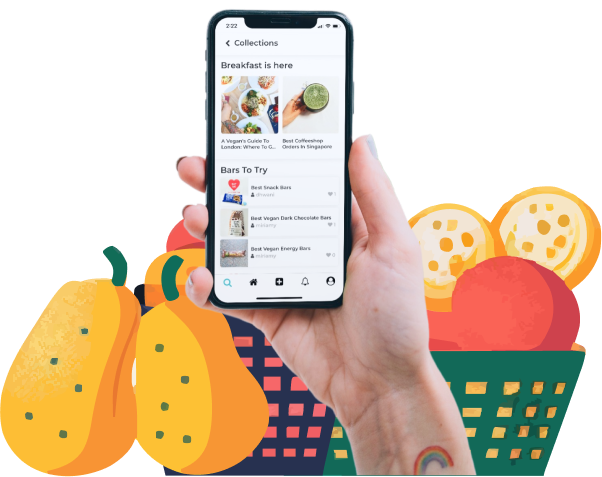 2:22
Collections
Breakfast is here
A Vegan's Guide To
London: Where To G...
Best Coffeeshop
Orders In Singapore
Bars To Try
Best Snack Bars
Best Vegan Dark Chocolate Bars
Best Vegan Energy Bars